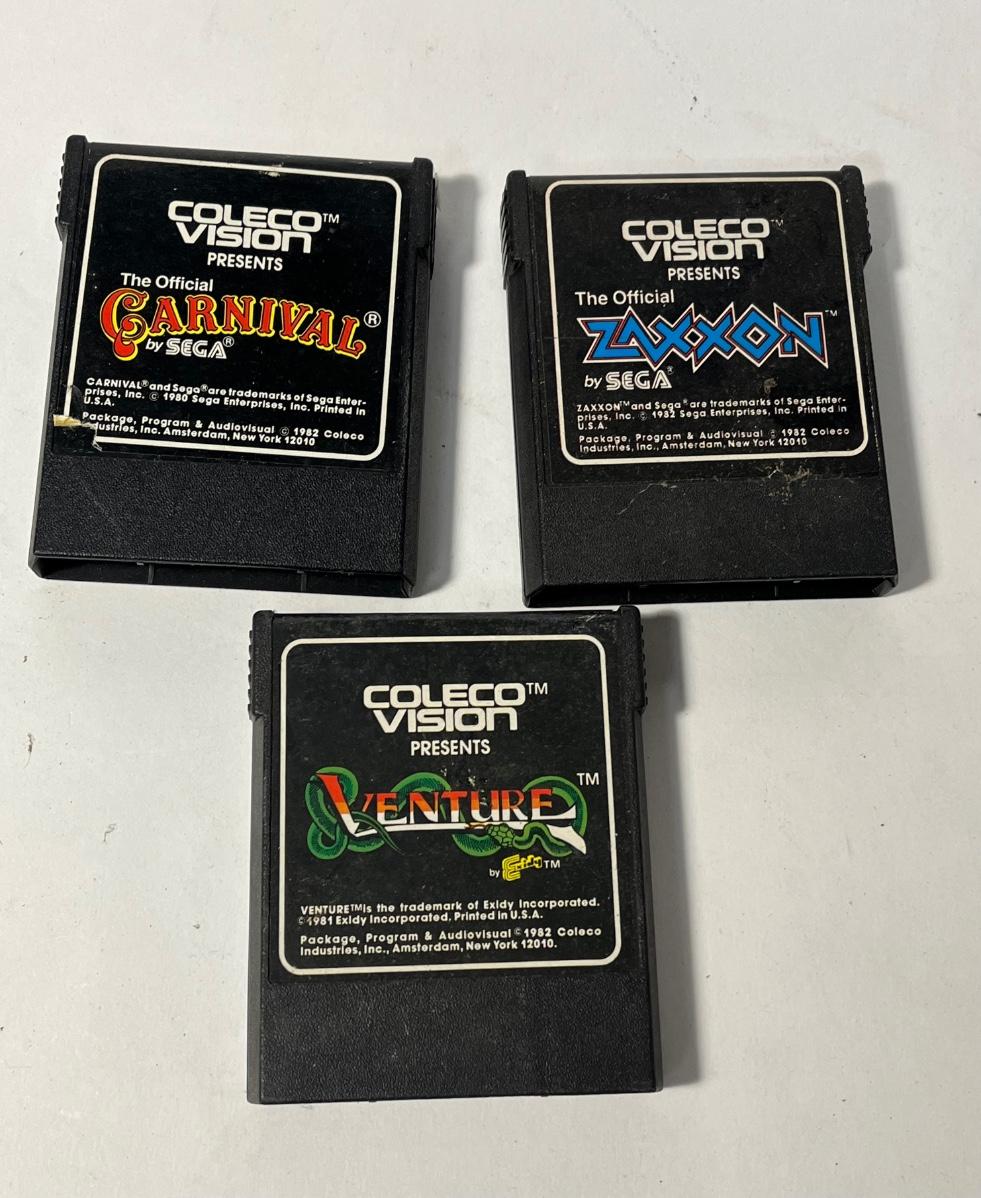 COLECO™
VISION
PRESENTS
The Official
CARNIVAL®
by SEGA®
CARNIVAL® and Sega® are trademarks of Sega Enter-
prises, Inc. © 1980 Sega Enterprises, Inc. Printed in
U.S.A.
Package, Program & Audiovisual © 1982 Coleco
ustries, Inc. Amsterdam, New York 12010
COLECO™
VISION
PRESENTS
The Official
ZAXXON™
by SEGA®
ZAXXON™ and Sega® are trademarks of Sega Enter-
prises, Inc. © 1982 Sega Enterprises, Inc. Printed in
U.S.A.
Package, Program & Audiovisual © 1982 Coleco
Industries, Inc., Amsterdam, New York 12010
COLECO™
VISION
PRESENTS
VENTURE™
by Exidy™
VENTURE™ is the trademark of Exidy Incorporated.
© 1981 Exidy Incorporated. Printed in U.S.A.
Package, Program & Audiovisual © 1982 Coleco
Industries, Inc., Amsterdam, New York 12010.